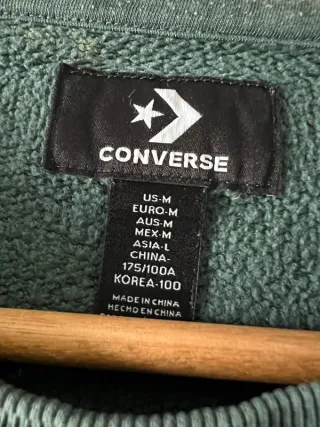 CONVERSE
US-M
EURO-M
AUS-M
MEX-M
ASIA-L
CHINA-
175/100A
KOREA-100
MADE IN CHINA
HECHO EN CHINA